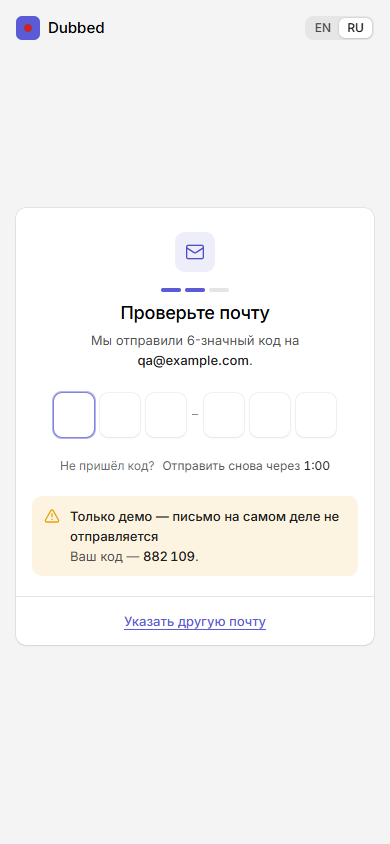 Dubbed
EN RU
Проверьте почту
Мы отправили 6-значный код на
qa@example.com.
–
Не пришёл код? Отправить снова через 1:00
Только демо — письмо на самом деле не
отправляется
Ваш код — 882 109.
Указать другую почту